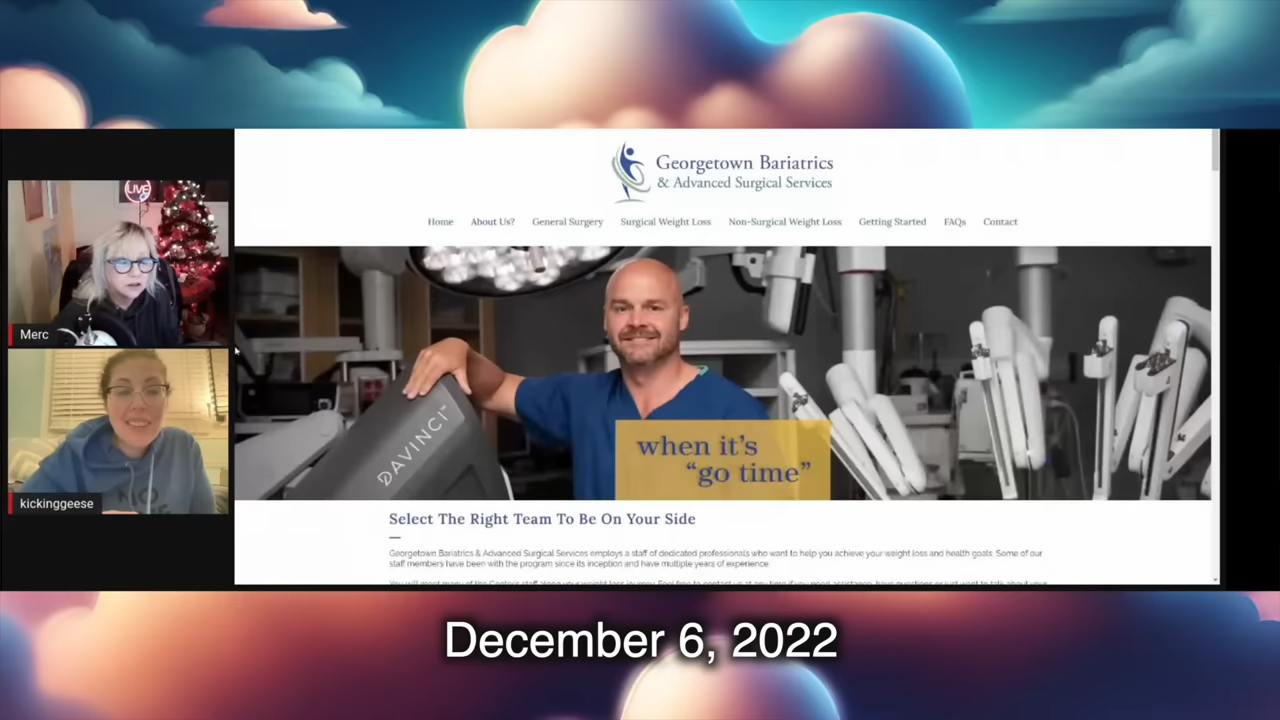 LIVE
Merc
kickinggeese
Georgetown Bariatrics
& Advanced Surgical Services
Home About Us? General Surgery Surgical Weight Loss Non-Surgical Weight Loss Getting Started FAQs Contact
DAVINCI™
when it's
"go time"
Select The Right Team To Be On Your Side
Georgetown Bariatrics & Advanced Surgical Services employs a staff of dedicated professionals who want to help you achieve your weight loss and health goals. Some of our
staff members have been with the program since its inception and have multiple years of experience.
December 6, 2022